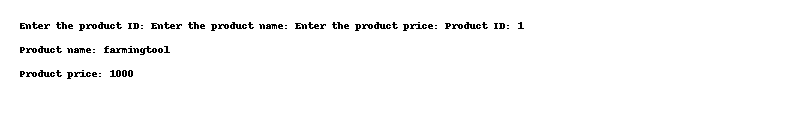 Enter the product ID: Enter the product name: Enter the product price: Product ID: 1
Product name: farmingtool
Product price: 1000